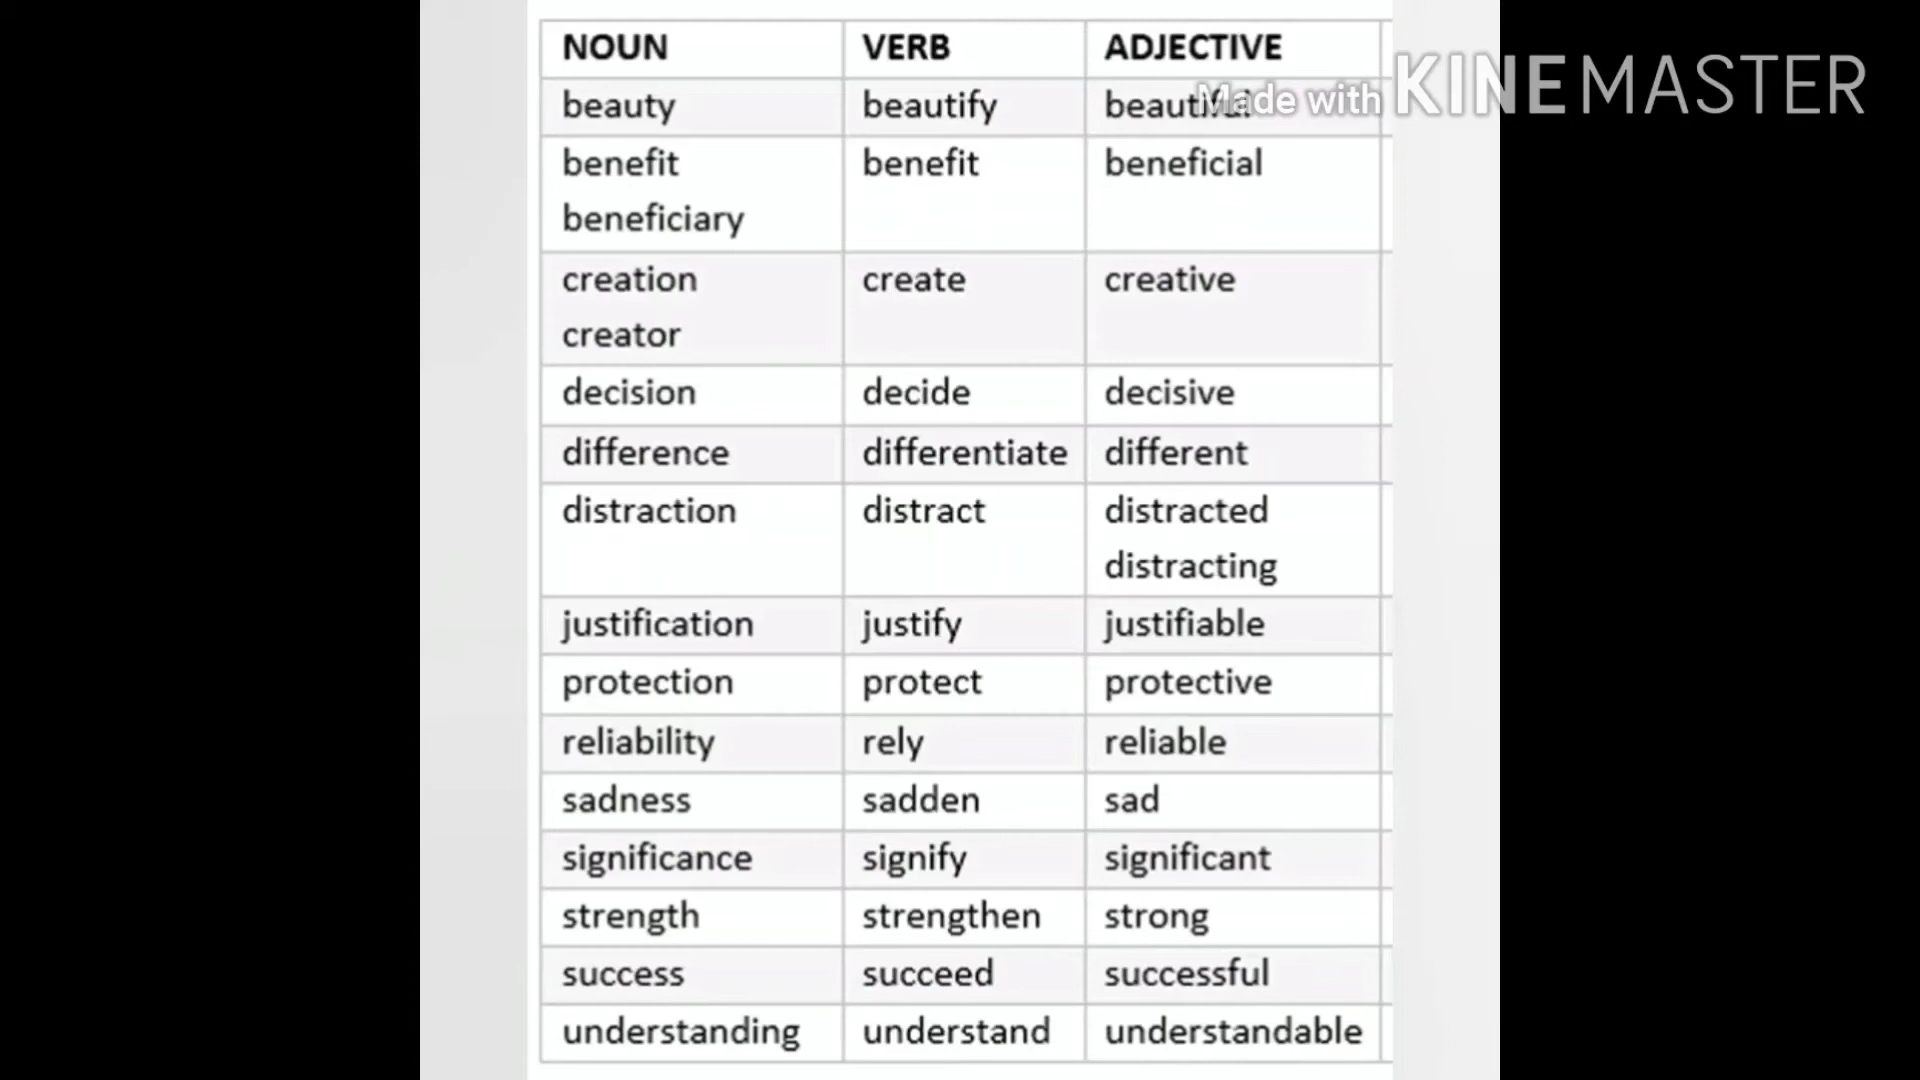 NOUN VERB ADJECTIVE
Made with KINEMASTER
beauty beautify beautiful
benefit benefit beneficial
beneficiary
creation create creative
creator
decision decide decisive
difference differentiate different
distraction distract distracted
distracting
justification justify justifiable
protection protect protective
reliability rely reliable
sadness sadden sad
significance signify significant
strength strengthen strong
success succeed successful
understanding understand understandable